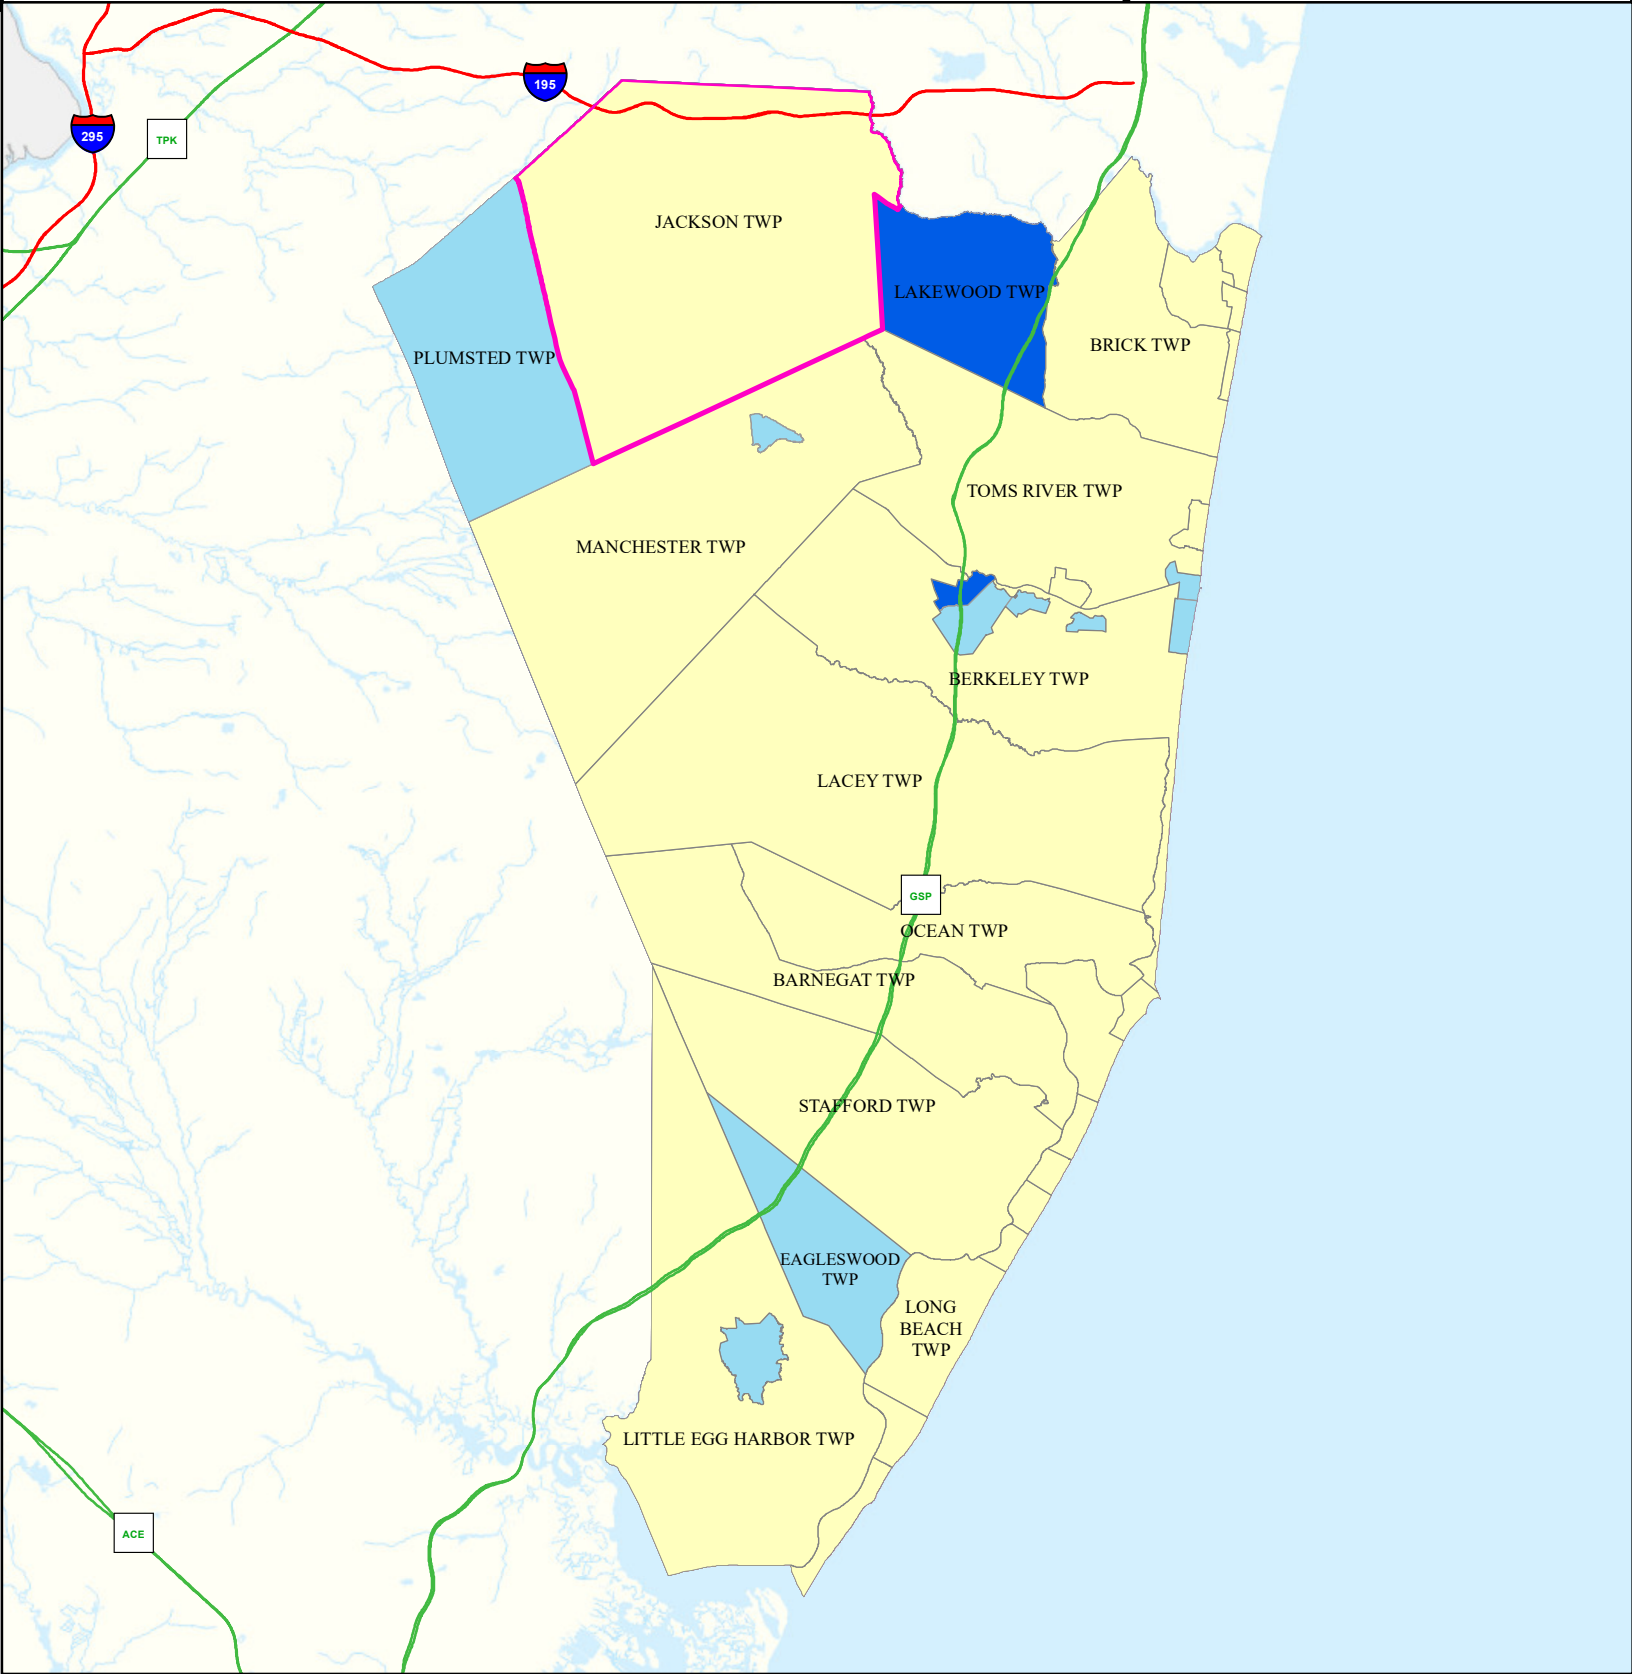 195
295
TPK
JACKSON TWP
LAKEWOOD TWP
BRICK TWP
PLUMSTED TWP
TOMS RIVER TWP
MANCHESTER TWP
BERKELEY TWP
LACEY TWP
GSP
OCEAN TWP
BARNEGAT TWP
STAFFORD TWP
EAGLESWOOD
TWP
LONG
BEACH
TWP
LITTLE EGG HARBOR TWP
ACE